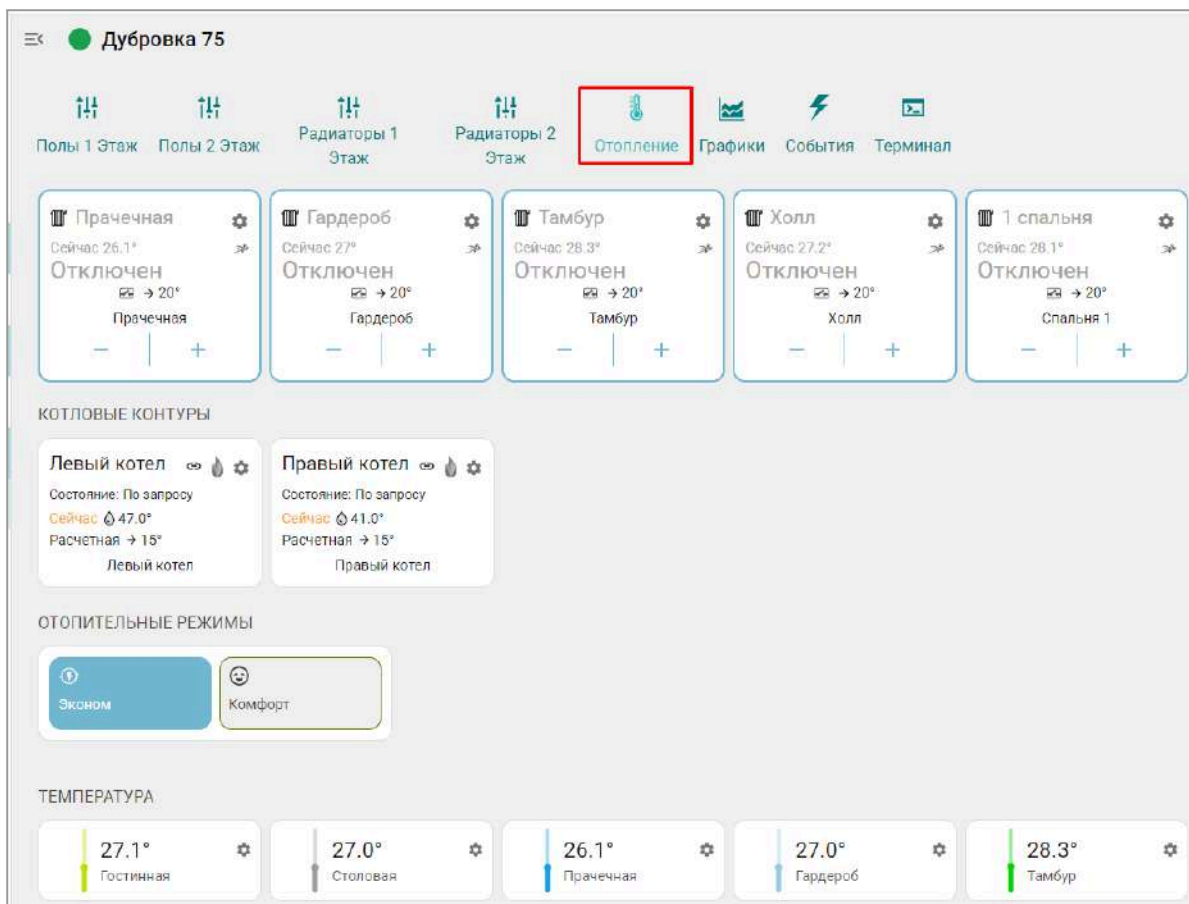 Дубровка 75
Полы 1 Этаж Полы 2 Этаж Радиаторы 1 Этаж Радиаторы 2 Этаж Отопление Графики События Терминал
Прачечная Гардероб Тамбур Холл 1 спальня
Сейчас 26.1° Сейчас 27° Сейчас 28.3° Сейчас 27.2° Сейчас 28.1°
Отключен Отключен Отключен Отключен Отключен
→ 20° → 20° → 20° → 20° → 20°
Прачечная Гардероб Тамбур Холл Спальня 1
− + − + − + − + − +
КОТЛОВЫЕ КОНТУРЫ
Левый котел Правый котел
Состояние: По запросу Состояние: По запросу
Сейчас 47.0° Сейчас 41.0°
Расчетная → 15° Расчетная → 15°
Левый котел Правый котел
ОТОПИТЕЛЬНЫЕ РЕЖИМЫ
Эконом Комфорт
ТЕМПЕРАТУРА
27.1° 27.0° 26.1° 27.0° 28.3°
Гостинная Столовая Прачечная Гардероб Тамбур